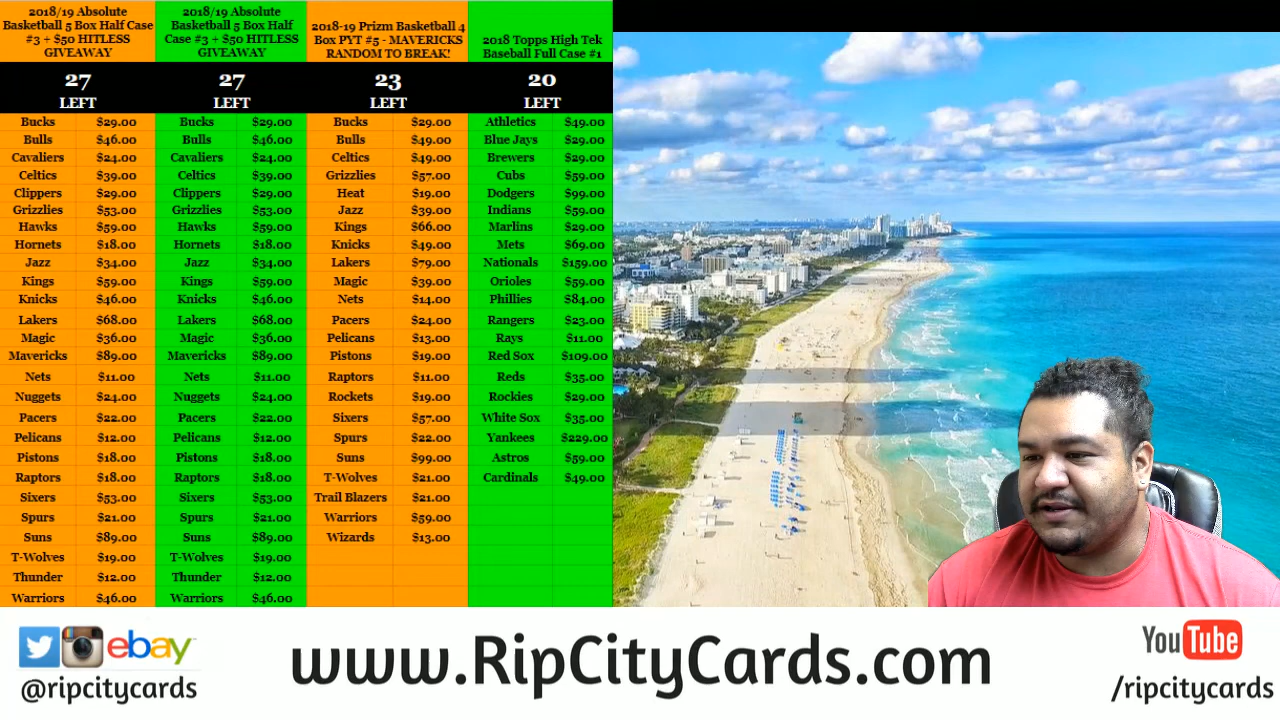 2018/19 Absolute
Basketball 5 Box Half Case
#3 + $50 HITLESS
GIVEAWAY
27
LEFT
Bucks $29.00
Bulls $46.00
Cavaliers $24.00
Celtics $39.00
Clippers $29.00
Grizzlies $53.00
Hawks $59.00
Hornets $18.00
Jazz $34.00
Kings $59.00
Knicks $46.00
Lakers $68.00
Magic $36.00
Mavericks $89.00
Nets $11.00
Nuggets $24.00
Pacers $22.00
Pelicans $12.00
Pistons $18.00
Raptors $18.00
Sixers $53.00
Spurs $21.00
Suns $89.00
T-Wolves $19.00
Thunder $12.00
Warriors $46.00
2018/19 Absolute
Basketball 5 Box Half
Case #3 + $50 HITLESS
GIVEAWAY
27
LEFT
Bucks $29.00
Bulls $46.00
Cavaliers $24.00
Celtics $39.00
Clippers $29.00
Grizzlies $53.00
Hawks $59.00
Hornets $18.00
Jazz $34.00
Kings $59.00
Knicks $46.00
Lakers $68.00
Magic $36.00
Mavericks $89.00
Nets $11.00
Nuggets $24.00
Pacers $22.00
Pelicans $12.00
Pistons $18.00
Raptors $18.00
Sixers $53.00
Spurs $21.00
Suns $89.00
T-Wolves $19.00
Thunder $12.00
Warriors $46.00
2018-19 Prizm Basketball 4
Box PYT #5 - MAVERICKS
RANDOM TO BREAK!
23
LEFT
Bucks $29.00
Bulls $49.00
Celtics $49.00
Grizzlies $57.00
Heat $19.00
Jazz $39.00
Kings $66.00
Knicks $49.00
Lakers $79.00
Magic $39.00
Nets $14.00
Pacers $24.00
Pelicans $13.00
Pistons $19.00
Raptors $11.00
Rockets $19.00
Sixers $57.00
Spurs $22.00
Suns $99.00
T-Wolves $21.00
Trail Blazers $21.00
Warriors $59.00
Wizards $13.00
2018 Topps High Tek
Baseball Full Case #1
20
LEFT
Athletics $49.00
Blue Jays $29.00
Brewers $29.00
Cubs $59.00
Dodgers $99.00
Indians $59.00
Marlins $29.00
Mets $69.00
Nationals $159.00
Orioles $59.00
Phillies $84.00
Rangers $23.00
Rays $11.00
Red Sox $109.00
Reds $35.00
Rockies $29.00
White Sox $35.00
Yankees $229.00
Astros $59.00
Cardinals $49.00
ebay
@ripcitycards
www.RipCityCards.com
YouTube
/ripcitycards